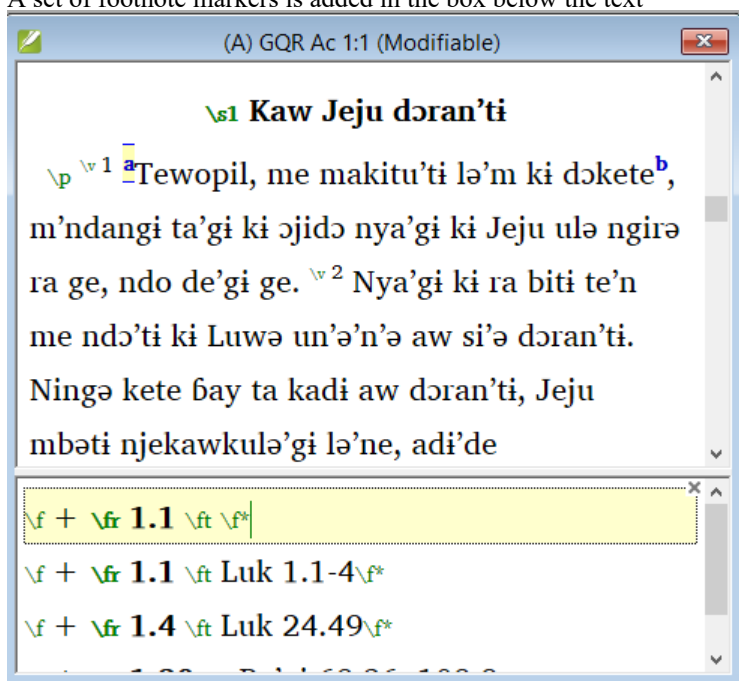 A set of footnote markers is added in the box below the text
(A) GQR Ac 1:1 (Modifiable)
\s1 Kaw Jeju dɔran’tɨ
\p \v 1 aTewopil, me makitu’tɨ lə’m kɨ dɔketeb,
m’ndangɨ ta’gɨ kɨ ɔjidɔ nya’gɨ kɨ Jeju ulə ngirə
ra ge, ndo de’gɨ ge. \v 2 Nya’gɨ kɨ ra bitɨ te’n
me ndɔ’tɨ kɨ Luwə un’ə’n’ə aw si’ə dɔran’tɨ.
Ningə kete ɓay ta kadɨ aw dɔran’tɨ, Jeju
mbətɨ njekawkulə’gɨ lə’ne, adɨ’de
\f + \fr 1.1 \ft \f*
\f + \fr 1.1 \ft Luk 1.1-4\f*
\f + \fr 1.4 \ft Luk 24.49\f*